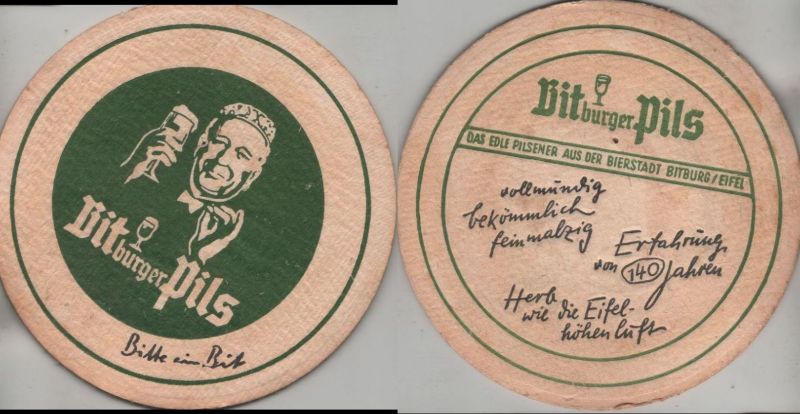 Bitburger Pils
Bitte ein Bit
Bitburger Pils
DAS EDLE PILSENER AUS DER BIERSTADT BITBURG/EIFEL
vollmundig
bekömmlich
feinmalzig
Erfahrung
von 140 Jahren
Herb
wie die Eifel-
höhenluft